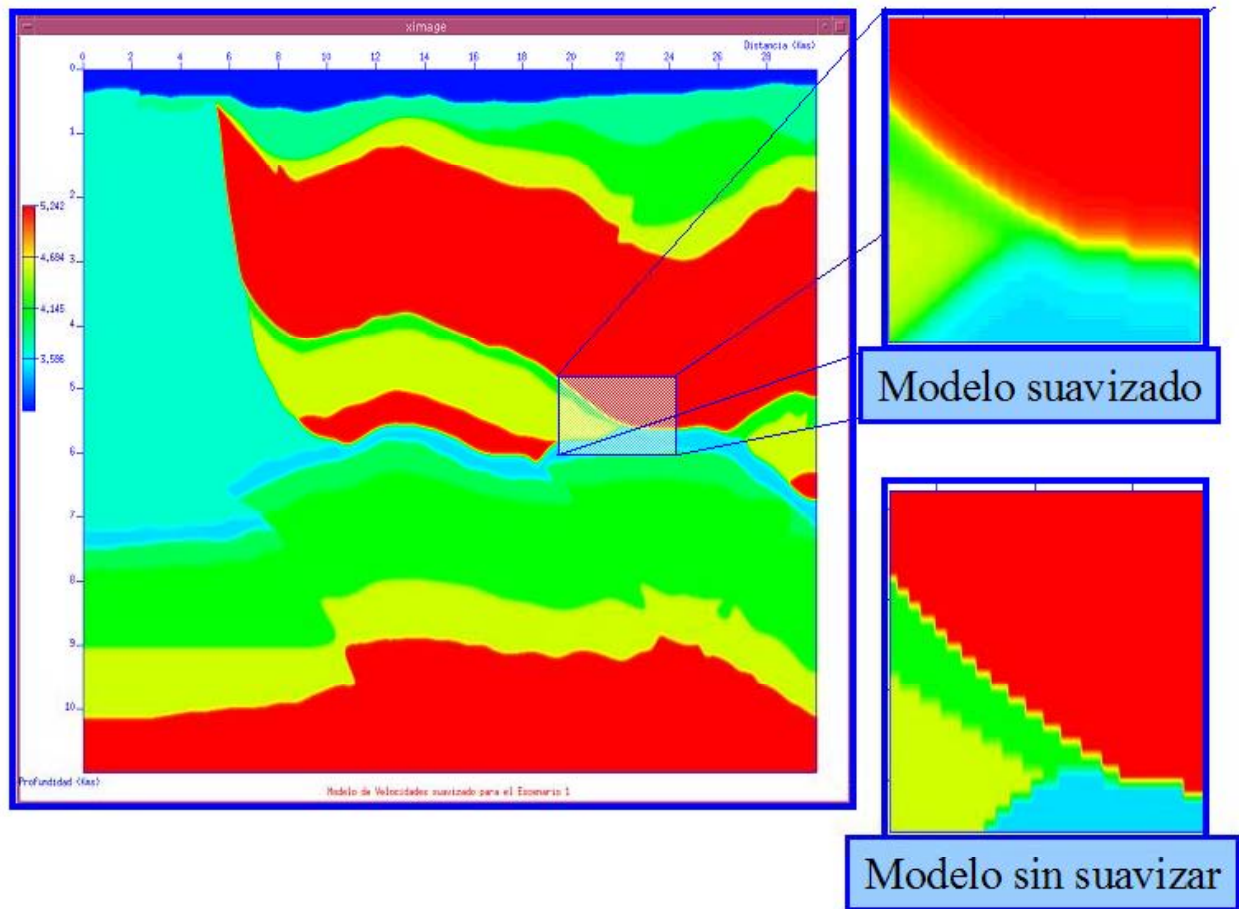 ximage
Distancia (Kms)
0 2 4 6 8 10 12 14 16 18 20 22 24 26 28
0
1
2
3
4
5
6
7
8
9
10
5,242
4,694
4,145
3,596
Profundidad (Kms)
Modelo de Velocidades suavizado para el Escenario 1
Modelo suavizado
Modelo sin suavizar